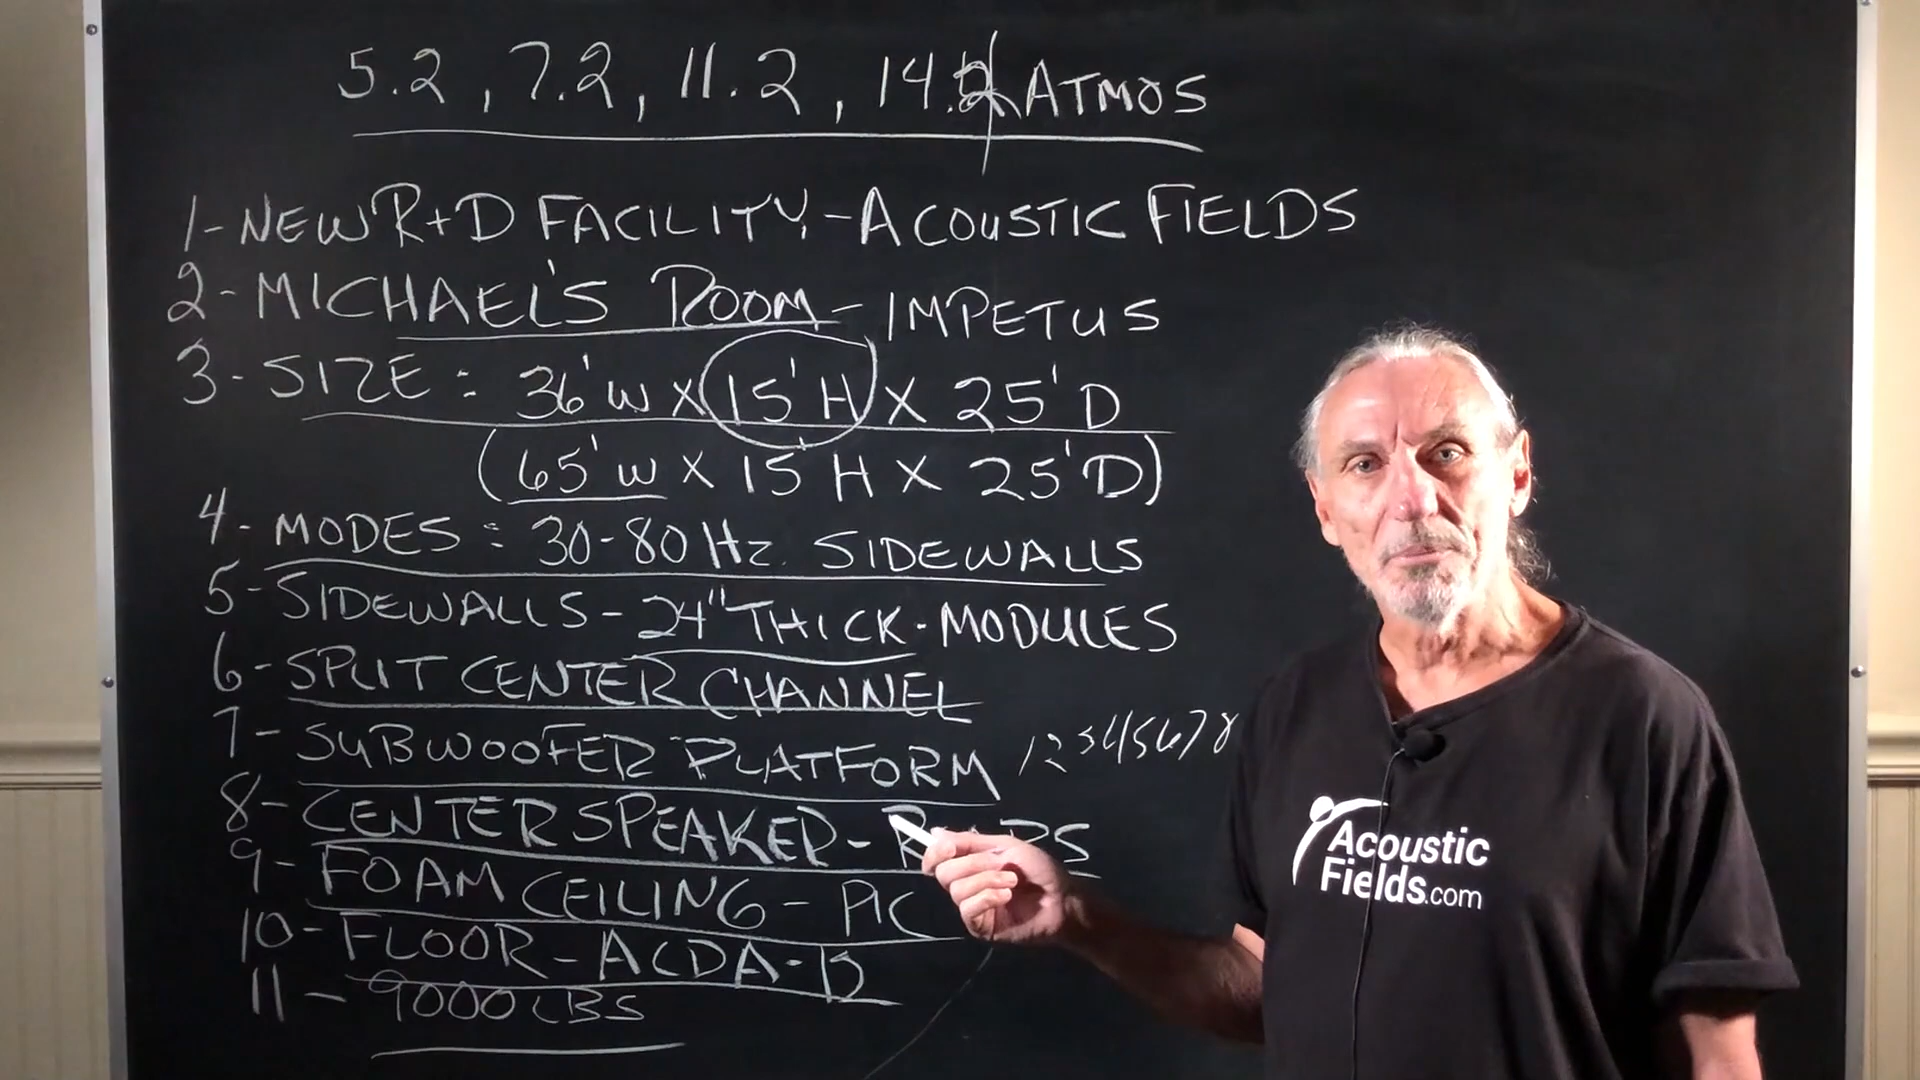 5.2, 7.2, 11.2, 14.2 ATMOS
1- NEW R+D FACILITY - ACOUSTIC FIELDS
2- MICHAEL'S ROOM - IMPETUS
3- SIZE: 36'W X 15'H X 25'D
(65'W X 15'H X 25'D)
4- MODES: 30-80 Hz. SIDEWALLS
5- SIDEWALLS - 24" THICK - MODULES
6- SPLIT CENTER CHANNEL
7- SUBWOOFER PLATFORM 12345678
8- CENTER SPEAKER -
9- FOAM CEILING - PIC
10- FLOOR - ACDA-12
11- 9000 LBS
Acoustic
Fields.com